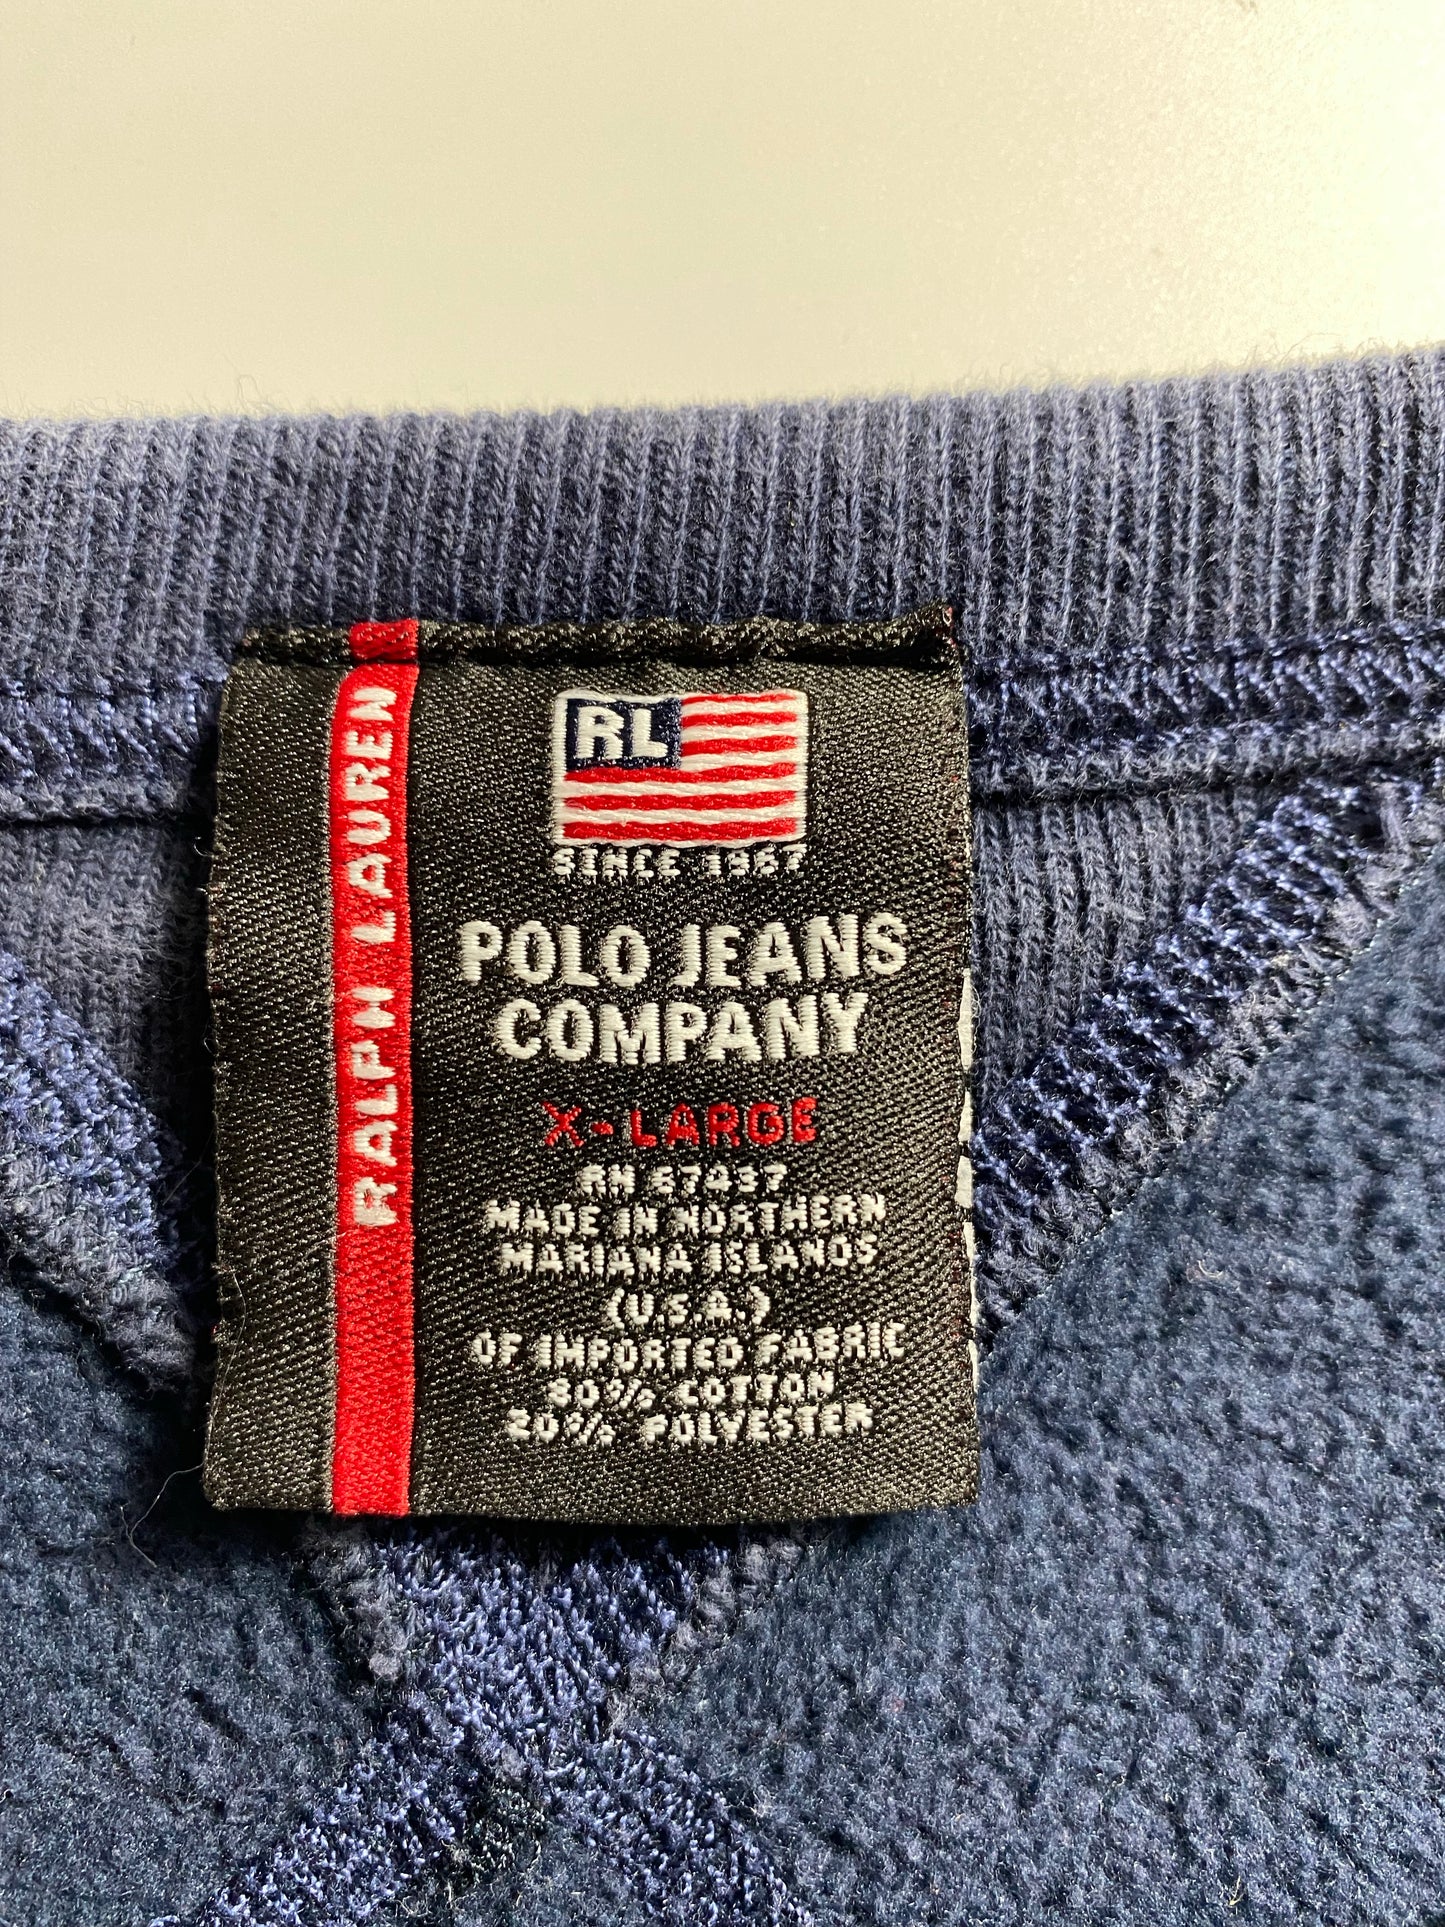 RALPH LAUREN
RL
SINCE 1967
POLO JEANS
COMPANY
X-LARGE
RN 67437
MADE IN NORTHERN
MARIANA ISLANDS
(U.S.A.)
OF IMPORTED FABRIC
80% COTTON
20% POLYESTER